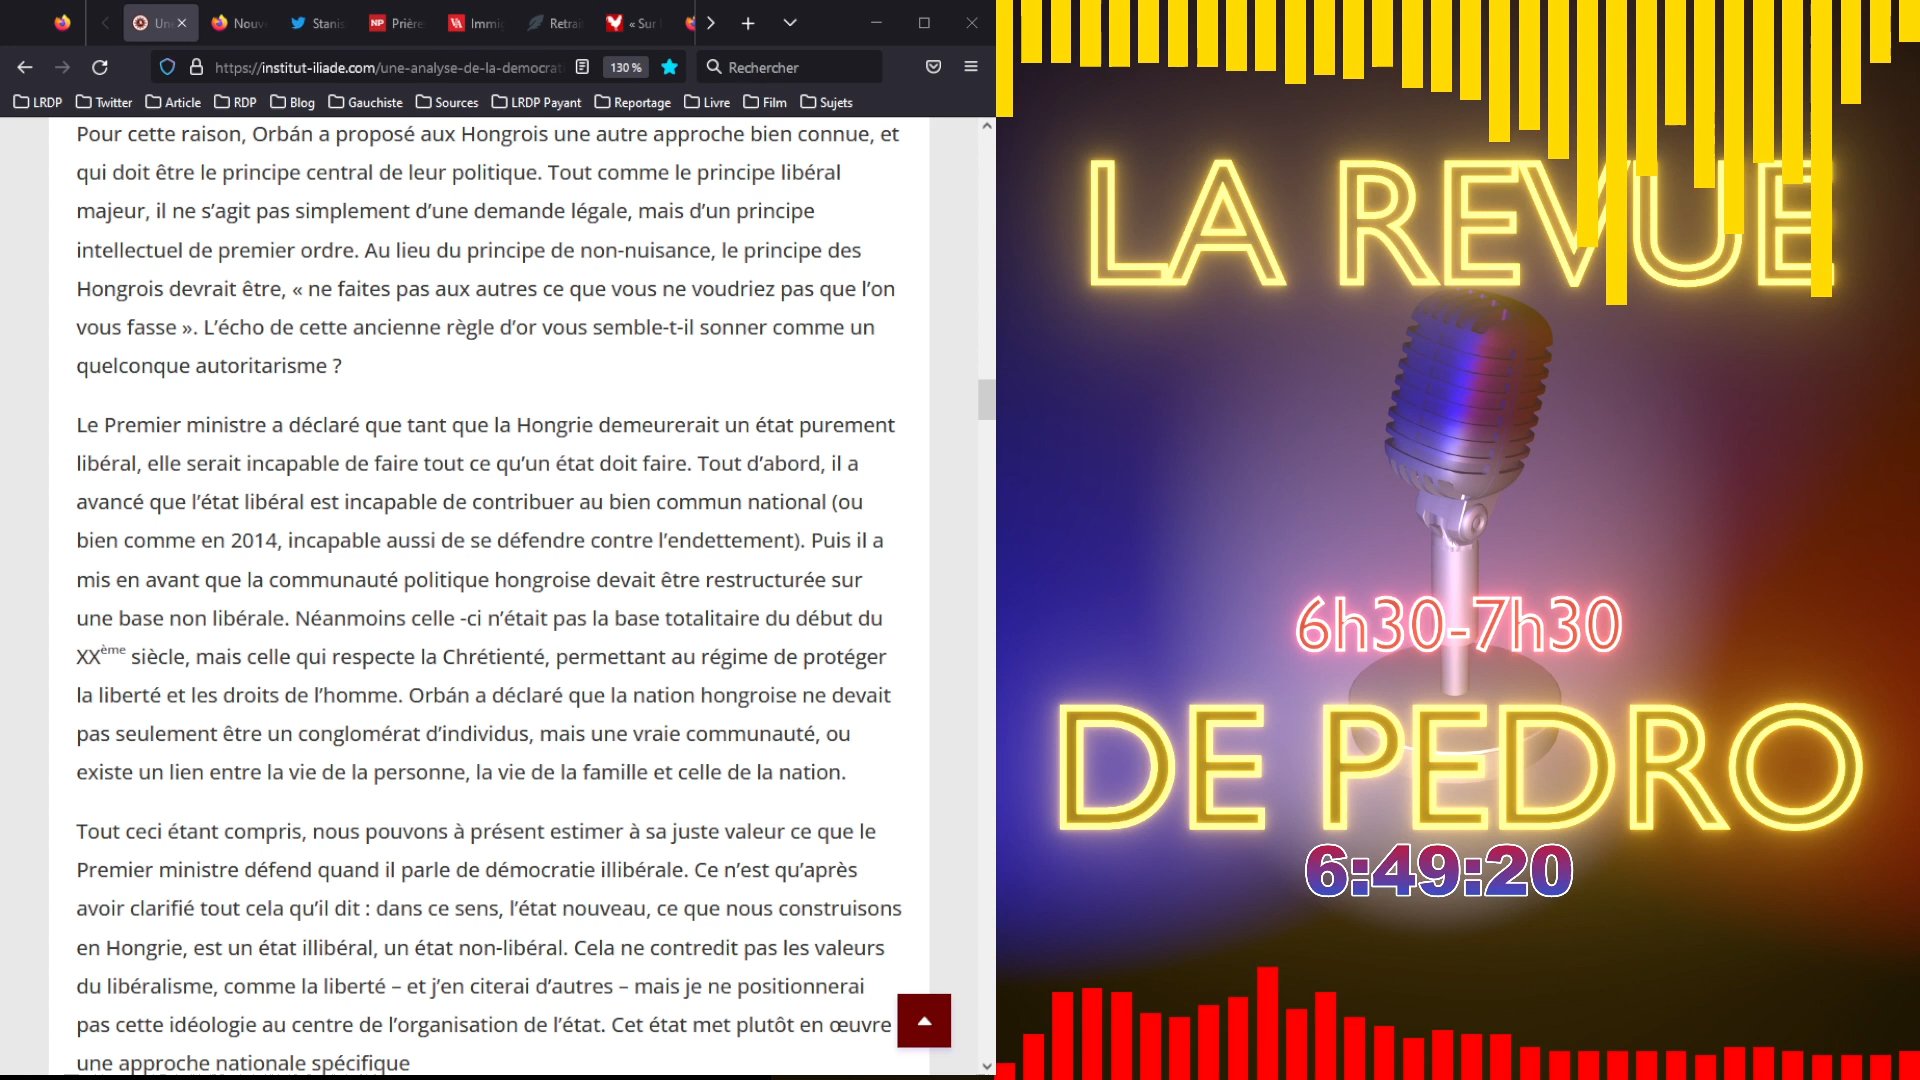 Un
Nouv
Stanis
NP Prière
VA Immi
Retrai
« Sur
https://institut-iliade.com/une-analyse-de-la-democrat
130 %
Rechercher
LRDP Twitter Article RDP Blog Gauchiste Sources LRDP Payant Reportage Livre Film Sujets
Pour cette raison, Orbán a proposé aux Hongrois une autre approche bien connue, et
qui doit être le principe central de leur politique. Tout comme le principe libéral
majeur, il ne s’agit pas simplement d’une demande légale, mais d’un principe
intellectuel de premier ordre. Au lieu du principe de non-nuisance, le principe des
Hongrois devrait être, « ne faites pas aux autres ce que vous ne voudriez pas que l’on
vous fasse ». L’écho de cette ancienne règle d’or vous semble-t-il sonner comme un
quelconque autoritarisme ?
Le Premier ministre a déclaré que tant que la Hongrie demeurerait un état purement
libéral, elle serait incapable de faire tout ce qu’un état doit faire. Tout d’abord, il a
avancé que l’état libéral est incapable de contribuer au bien commun national (ou
bien comme en 2014, incapable aussi de se défendre contre l’endettement). Puis il a
mis en avant que la communauté politique hongroise devait être restructurée sur
une base non libérale. Néanmoins celle -ci n’était pas la base totalitaire du début du
XXème siècle, mais celle qui respecte la Chrétienté, permettant au régime de protéger
la liberté et les droits de l’homme. Orbán a déclaré que la nation hongroise ne devait
pas seulement être un conglomérat d’individus, mais une vraie communauté, ou
existe un lien entre la vie de la personne, la vie de la famille et celle de la nation.
Tout ceci étant compris, nous pouvons à présent estimer à sa juste valeur ce que le
Premier ministre défend quand il parle de démocratie illibérale. Ce n’est qu’après
avoir clarifié tout cela qu’il dit : dans ce sens, l’état nouveau, ce que nous construisons
en Hongrie, est un état illibéral, un état non-libéral. Cela ne contredit pas les valeurs
du libéralisme, comme la liberté – et j’en citerai d’autres – mais je ne positionnerai
pas cette idéologie au centre de l’organisation de l’état. Cet état met plutôt en œuvre
une approche nationale spécifique
LA REVUE
6h30-7h30
DE PEDRO
6:49:20